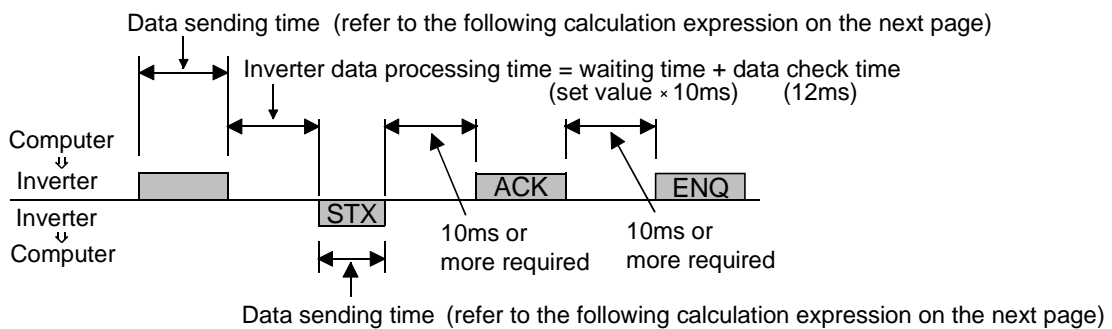 Data sending time (refer to the following calculation expression on the next page)
Inverter data processing time = waiting time + data check time
(set value × 10ms) (12ms)
Computer
⇓
Inverter
ACK
ENQ
Inverter
⇓
Computer
STX
10ms or
more required
10ms or
more required
Data sending time (refer to the following calculation expression on the next page)